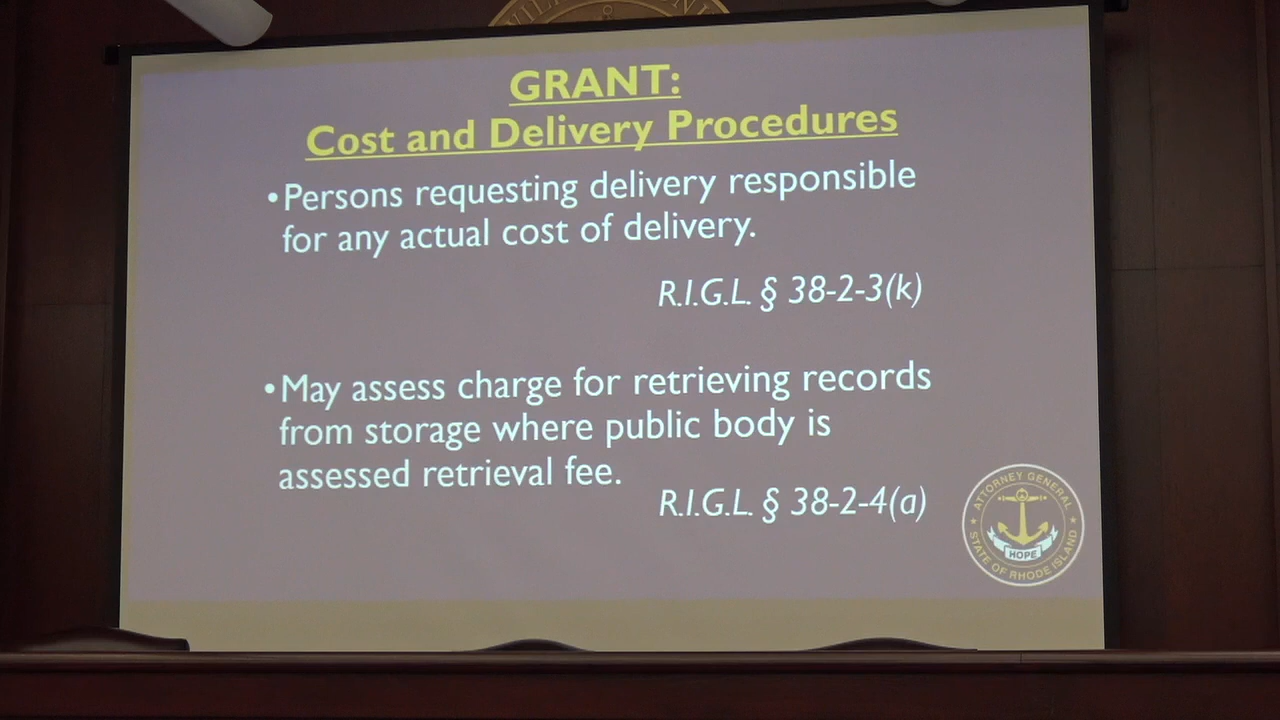 GRANT:
Cost and Delivery Procedures
•Persons requesting delivery responsible
for any actual cost of delivery.
R.I.G.L. § 38-2-3(k)
•May assess charge for retrieving records
from storage where public body is
assessed retrieval fee.
R.I.G.L. § 38-2-4(a)
ATTORNEY GENERAL
HOPE
STATE OF RHODE ISLAND